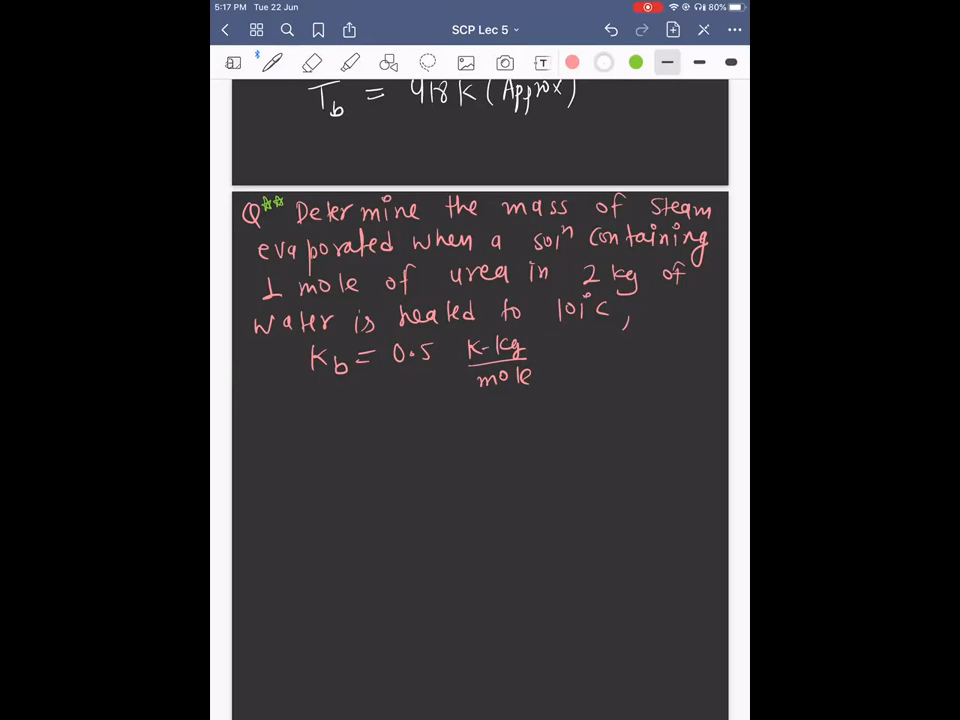 5:17 PM Tue 22 Jun 80%
SCP Lec 5
T_b = 418 K (Approx)
Q** Determine the mass of steam
evaporated when a solⁿ containing
1 mole of urea in 2 kg of
water is heated to 101°C,
K_b = 0.5 K-kg/mole